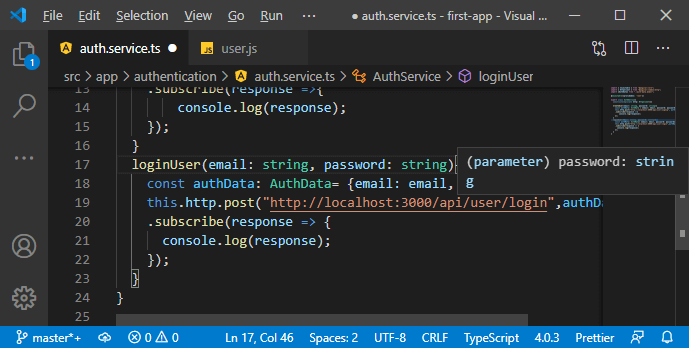 File Edit Selection View ... ● auth.service.ts - first-app - Visual ...
auth.service.ts ● JS user.js ...
src > app > authentication > auth.service.ts > AuthService > loginUser
13 .subscribe(response =>{
14 console.log(response);
15 });
16 }
17 loginUser(email: string, password: string)
(parameter) password: strin
g
18 const authData: AuthData= {email: email,
19 this.http.post("http://localhost:3000/api/user/login",authDa
20 .subscribe(response => {
21 console.log(response);
22 });
23 }
24 }
25
1
master*+ 0 0 Ln 17, Col 46 Spaces: 2 UTF-8 CRLF TypeScript 4.0.3 Prettier